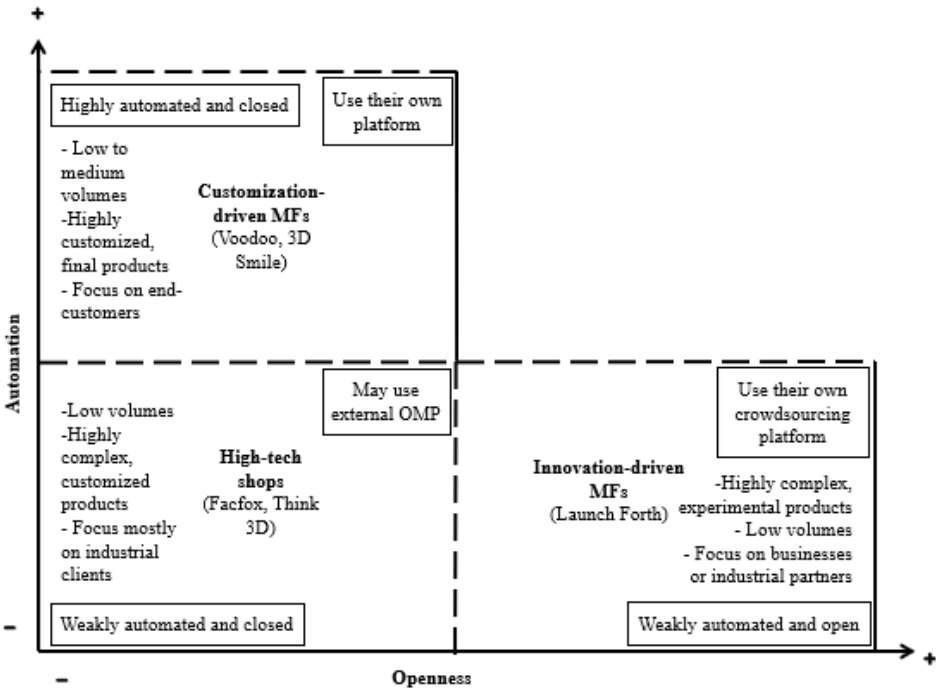 +
Highly automated and closed
Use their own
platform
- Low to
medium
volumes
-Highly
customized,
final products
- Focus on end-
customers
Customization-
driven MFs
(Voodoo, 3D
Smile)
Automation
May use
external OMP
-Low volumes
-Highly
complex,
customized
products
- Focus mostly
on industrial
clients
High-tech
shops
(Facfox, Think
3D)
Weakly automated and closed
Use their own
crowdsourcing
platform
Innovation-driven
MFs
(Launch Forth)
-Highly complex,
experimental products
- Low volumes
- Focus on businesses
or industrial partners
Weakly automated and open
–
–
Openness
+